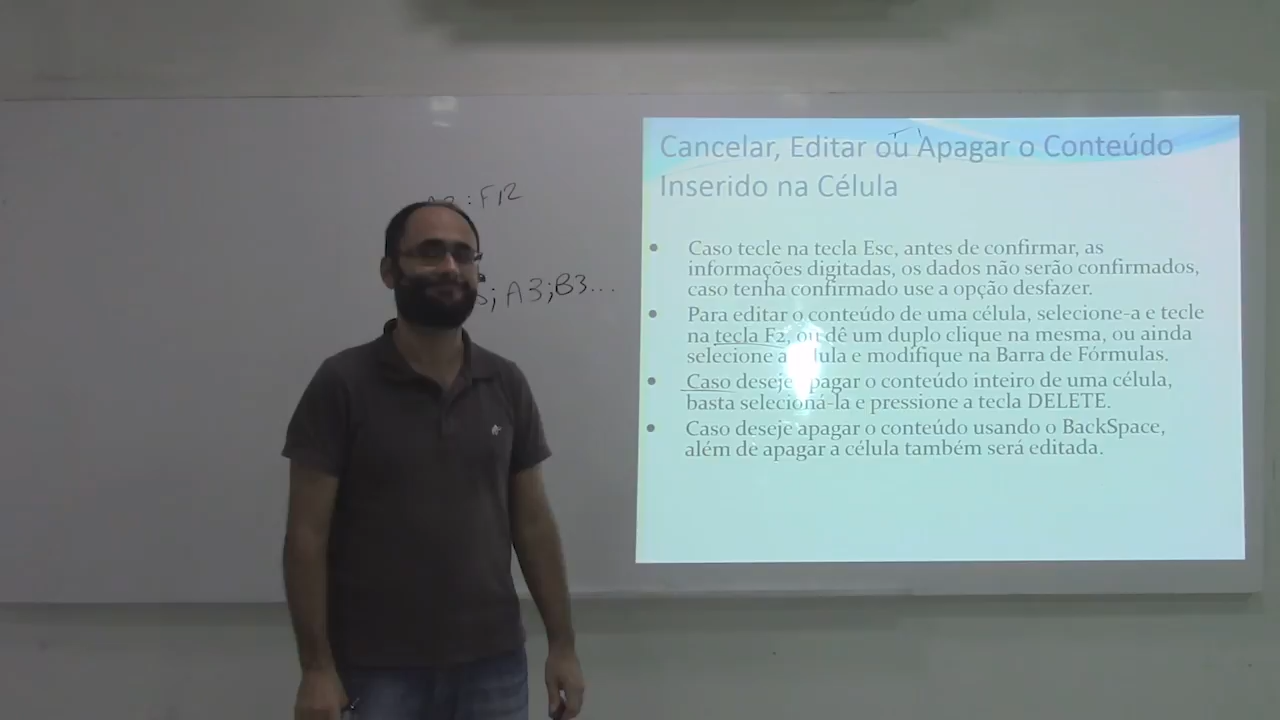 Cancelar, Editar ou Apagar o Conteúdo
Inserido na Célula
Caso tecle na tecla Esc, antes de confirmar, as
informações digitadas, os dados não serão confirmados,
caso tenha confirmado use a opção desfazer.
Para editar o conteúdo de uma célula, selecione-a e tecle
na tecla F2, ou dê um duplo clique na mesma, ou ainda
selecione a célula e modifique na Barra de Fórmulas.
Caso deseje apagar o conteúdo inteiro de uma célula,
basta selecioná-la e pressione a tecla DELETE.
Caso deseje apagar o conteúdo usando o BackSpace,
além de apagar a célula também será editada.
:F12
;A3;B3...